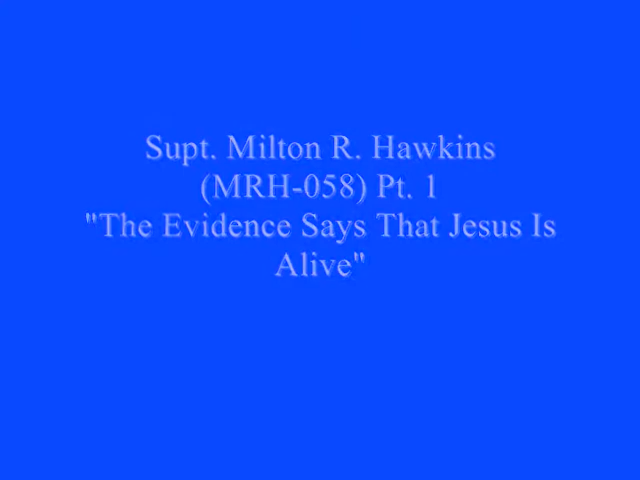 Supt. Milton R. Hawkins
(MRH-058) Pt. 1
"The Evidence Says That Jesus Is
Alive"